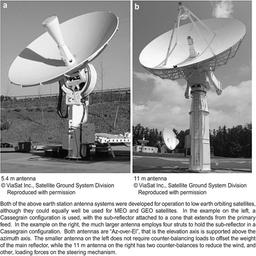 a
b
5.4 m antenna
© ViaSat Inc., Satellite Ground System Division
Reproduced with permission
11 m antenna
© ViaSat Inc., Satellite Ground System Division
Reproduced with permission
Both of the above earth station antenna systems were developed for operation to low earth orbiting satellites,
although they could equally well be used for MEO and GEO satellites. In the example on the left, a
Cassegrain configuration is used, with the sub-reflector attached to a cone that extends from the primary
feed. In the example on the right, the much larger antenna employs four struts to hold the sub-reflector in a
Cassegrain configuration. Both antennas are "Az-over-El", that is the elevation axis is supported above the
azimuth axis. The smaller antenna on the left does not require counter-balancing loads to offset the weight
of the main reflector, while the 11 m antenna on the right has two counter-balances to reduce the wind, and
other, loading forces on the steering mechanism.